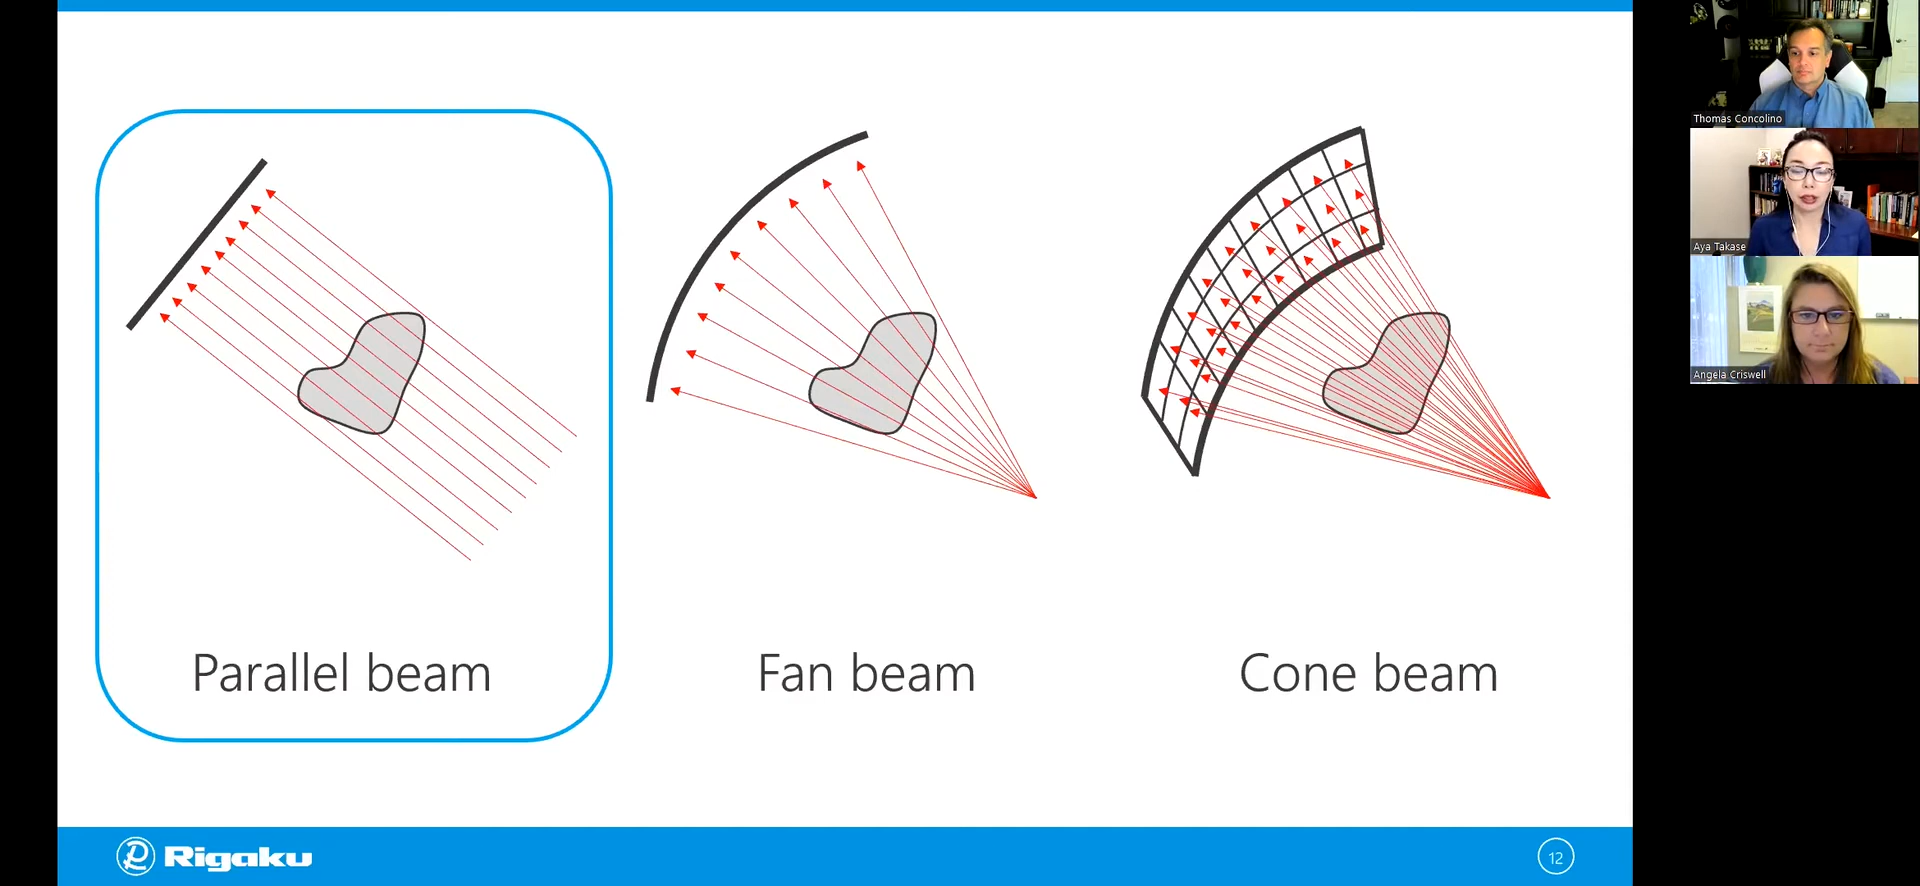 Parallel beam
Fan beam
Cone beam
Rigaku
12
Thomas Concolino
Aya Takase
Angela Criswell